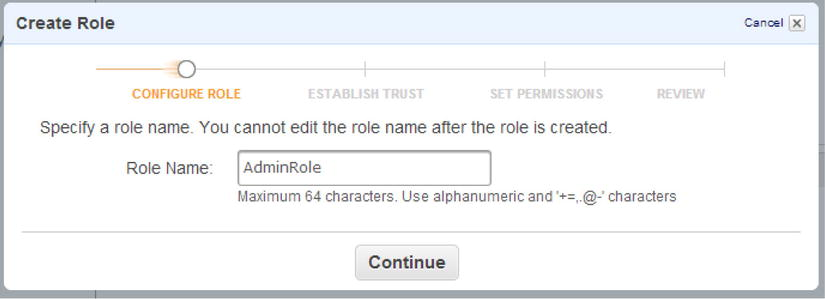 Create Role
Cancel
CONFIGURE ROLE ESTABLISH TRUST SET PERMISSIONS REVIEW
Specify a role name. You cannot edit the role name after the role is created.
Role Name: AdminRole
Maximum 64 characters. Use alphanumeric and '+=,.@-' characters
Continue